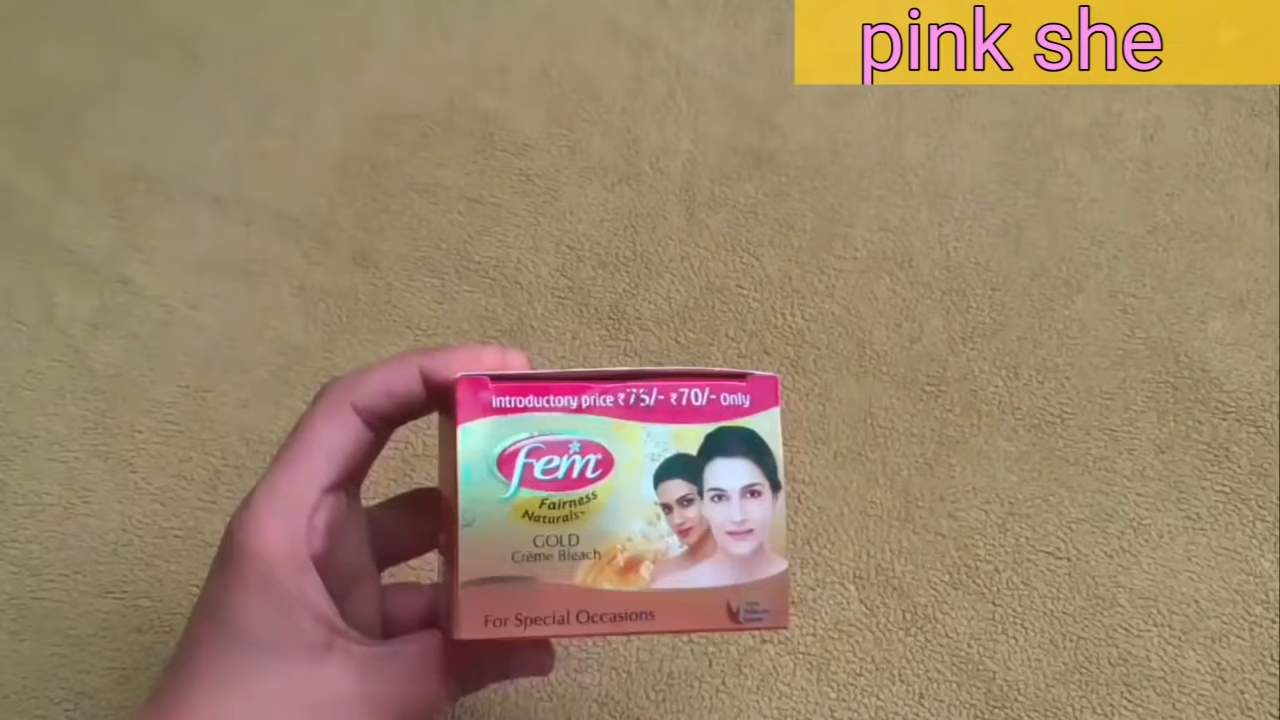 pink she
Introductory price ₹75/- ₹70/- Only
fem
Fairness
Naturals
GOLD
Crème Bleach
For Special Occasions